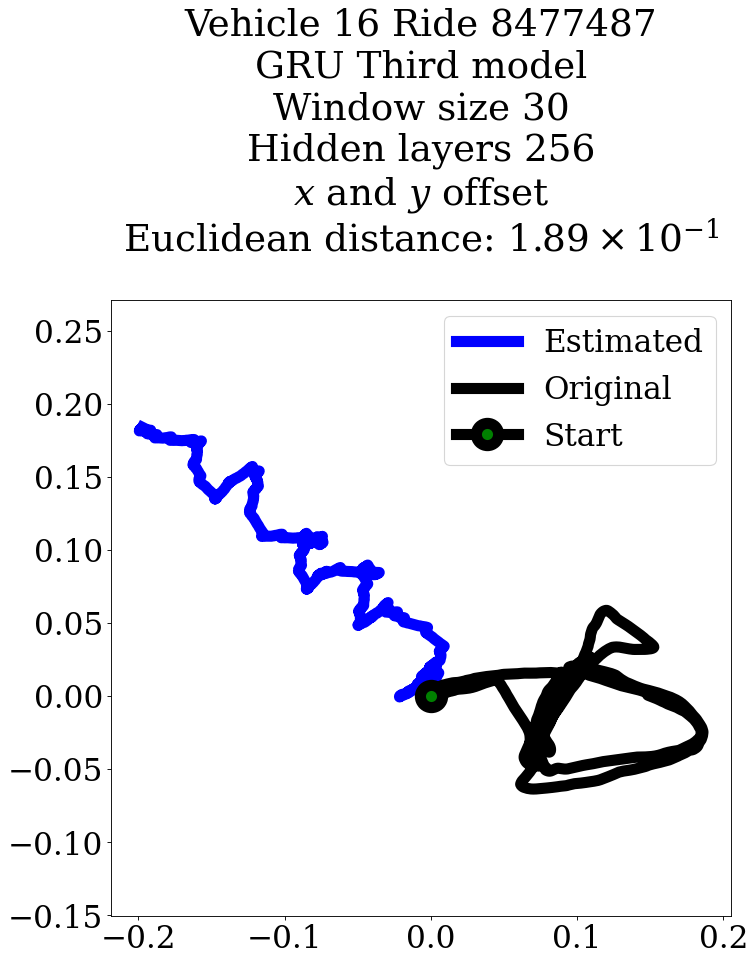 Vehicle 16 Ride 8477487
GRU Third model
Window size 30
Hidden layers 256
x and y offset
Euclidean distance: 1.89 × 10⁻¹
Estimated
Original
Start
0.25
0.20
0.15
0.10
0.05
0.00
−0.05
−0.10
−0.15
−0.2 −0.1 0.0 0.1 0.2